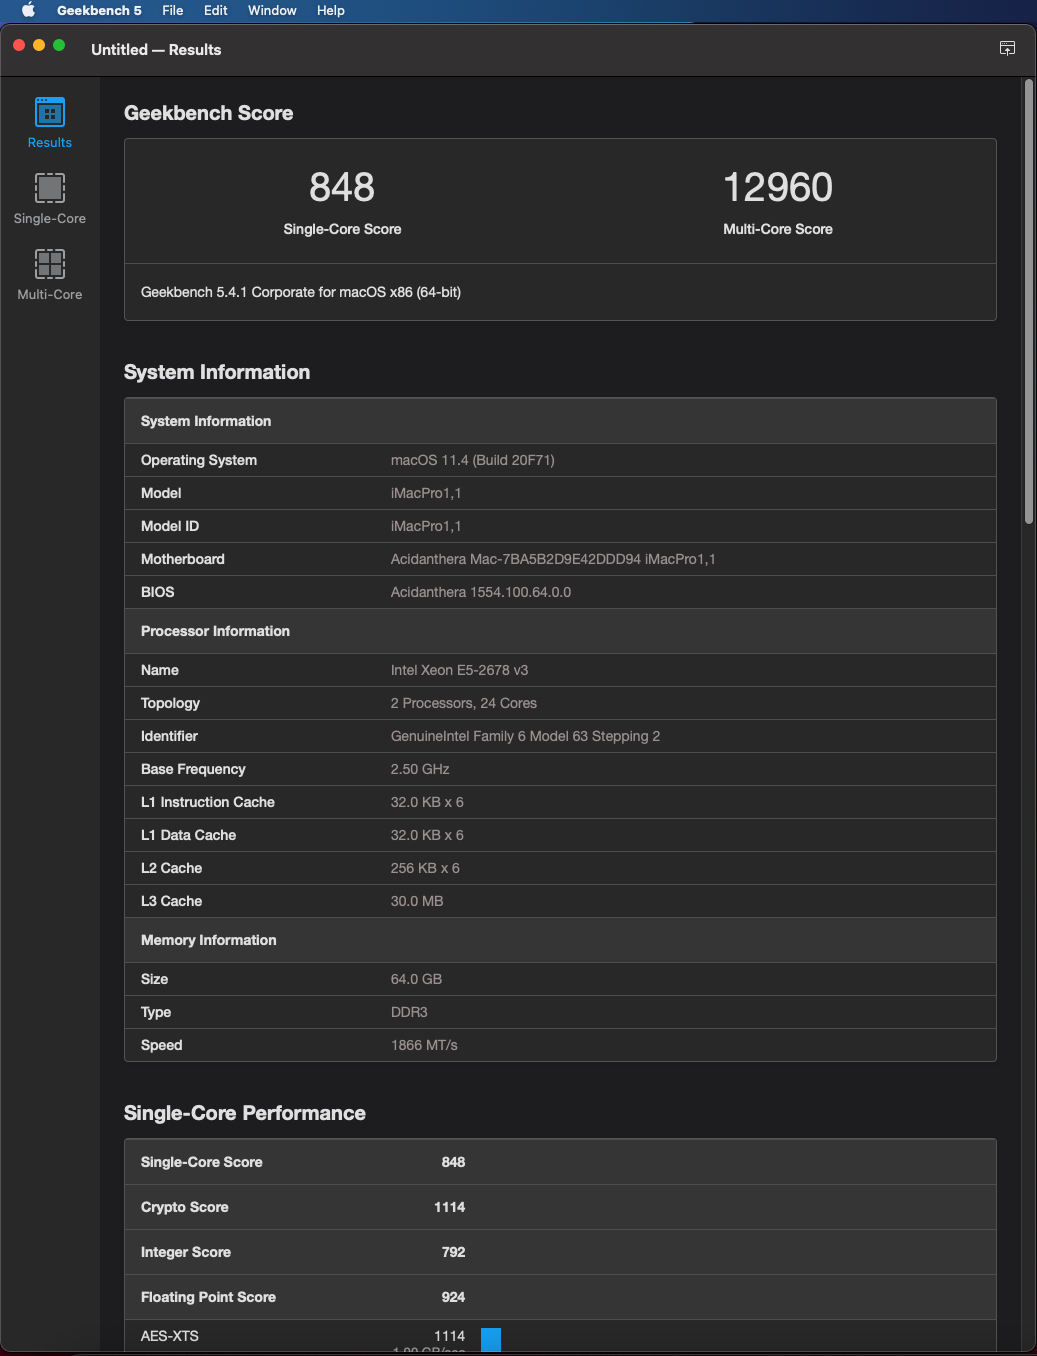 Geekbench 5 File Edit Window Help
Untitled — Results
Results
Single-Core
Multi-Core
Geekbench Score
848 12960
Single-Core Score Multi-Core Score
Geekbench 5.4.1 Corporate for macOS x86 (64-bit)
System Information
System Information
Operating System macOS 11.4 (Build 20F71)
Model iMacPro1,1
Model ID iMacPro1,1
Motherboard Acidanthera Mac-7BA5B2D9E42DDD94 iMacPro1,1
BIOS Acidanthera 1554.100.64.0.0
Processor Information
Name Intel Xeon E5-2678 v3
Topology 2 Processors, 24 Cores
Identifier GenuineIntel Family 6 Model 63 Stepping 2
Base Frequency 2.50 GHz
L1 Instruction Cache 32.0 KB x 6
L1 Data Cache 32.0 KB x 6
L2 Cache 256 KB x 6
L3 Cache 30.0 MB
Memory Information
Size 64.0 GB
Type DDR3
Speed 1866 MT/s
Single-Core Performance
Single-Core Score 848
Crypto Score 1114
Integer Score 792
Floating Point Score 924
AES-XTS 1114